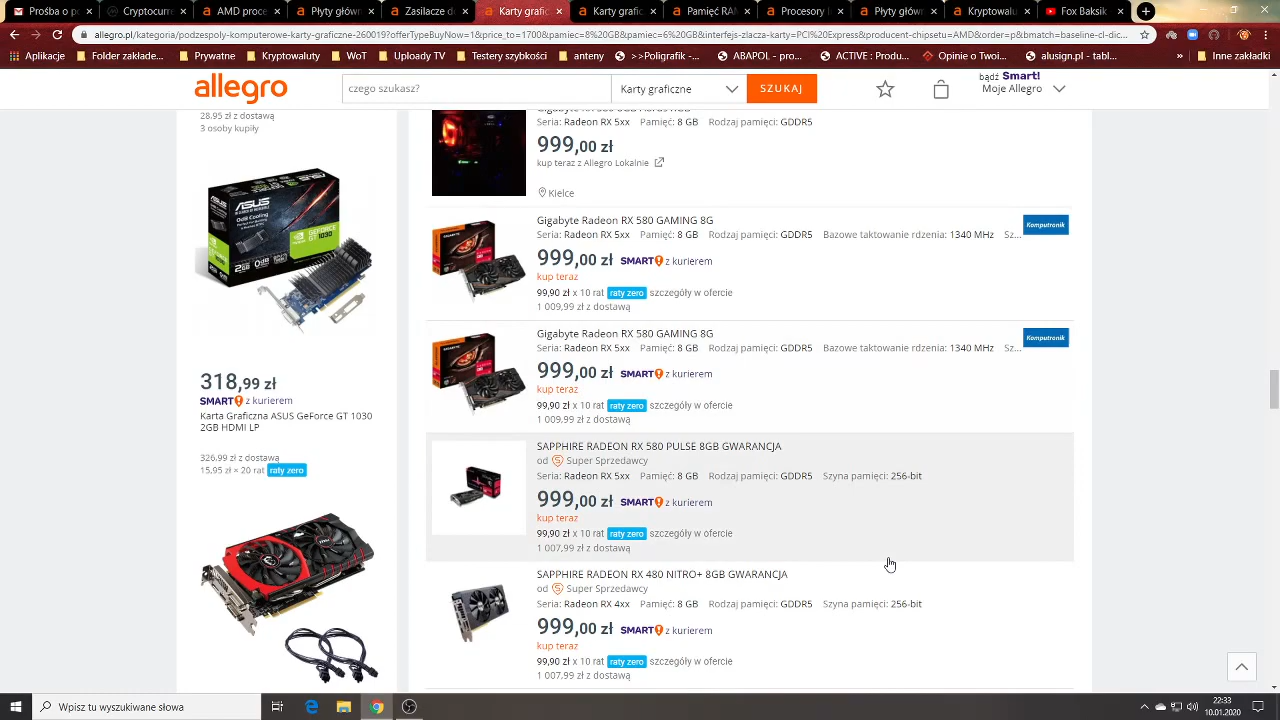 Prośba o p
Cryptocurre
AMD proce
Płyty główn
Zasilacze do
Karty grafic
Karty grafic
Pamięć RA
Procesory I
Płyty główn
Kryptowalu
Fox Baksik
allegro.pl/kategoria/podzespoly-komputerowe-karty-graficzne-260019?offerTypeBuyNow=1&price_to=1700&pamiec=8%20GB&pamiec=6%20GB&interfejs-zlacza-karty=PCI%20Express&producent-chipsetu=AMD&order=p&bmatch=baseline-cl-dic...
Aplikacje
Folder osobisty
Kryptowaluty
WoT
Uploady TV
Testery szybko...
anteny
>>Poligrafik -...
ABAPOL - zespół...
ACTIVE : Produ...
Opinie o Twoj...
alusign.pl - tabl...
»
Inne zakładki
allegro
czego szukasz?
Karty graficzne
SZUKAJ
bądź Smart!
Moje Allegro
28,95 zł z dostawą
3 osoby kupiły
Seria: Radeon RX 5xx Pamięć: 8 GB Rodzaj pamięci: GDDR5
999,00 zł
kup teraz z Allegro Lokalnie
Kielce
ASUS
0dB Cooling
GT 1030
2GB
0dB
318,99 zł
SMART z kurierem
Karta Graficzna ASUS GeForce GT 1030
2GB HDMI LP
326,99 zł z dostawą
15,95 zł × 20 rat raty zero
Gigabyte Radeon RX 580 GAMING 8G
Seria: Radeon RX 5xx Pamięć: 8 GB Rodzaj pamięci: GDDR5 Bazowe taktowanie rdzenia: 1340 MHz Sz...
Komputronik
999,00 zł SMART z kurierem
kup teraz
99,90 zł x 10 rat raty zero szczegóły w ofercie
1 009,99 zł z dostawą
Gigabyte Radeon RX 580 GAMING 8G
Seria: Radeon RX 5xx Pamięć: 8 GB Rodzaj pamięci: GDDR5 Bazowe taktowanie rdzenia: 1340 MHz Sz...
Komputronik
999,00 zł SMART z kurierem
kup teraz
99,90 zł x 10 rat raty zero szczegóły w ofercie
1 009,99 zł z dostawą
SAPPHIRE RADEON RX 580 PULSE 8GB GWARANCJA
od Super Sprzedawcy
Seria: Radeon RX 5xx Pamięć: 8 GB Rodzaj pamięci: GDDR5 Szyna pamięci: 256-bit
999,00 zł SMART z kurierem
kup teraz
99,90 zł x 10 rat raty zero szczegóły w ofercie
1 007,99 zł z dostawą
SAPPHIRE RADEON RX 480 NITRO+ 8GB GWARANCJA
od Super Sprzedawcy
Seria: Radeon RX 4xx Pamięć: 8 GB Rodzaj pamięci: GDDR5 Szyna pamięci: 256-bit
999,00 zł SMART z kurierem
kup teraz
99,90 zł x 10 rat raty zero szczegóły w ofercie
1 007,99 zł z dostawą
Wpisz tu wyszukiwane słowa
22:33
10.01.2020